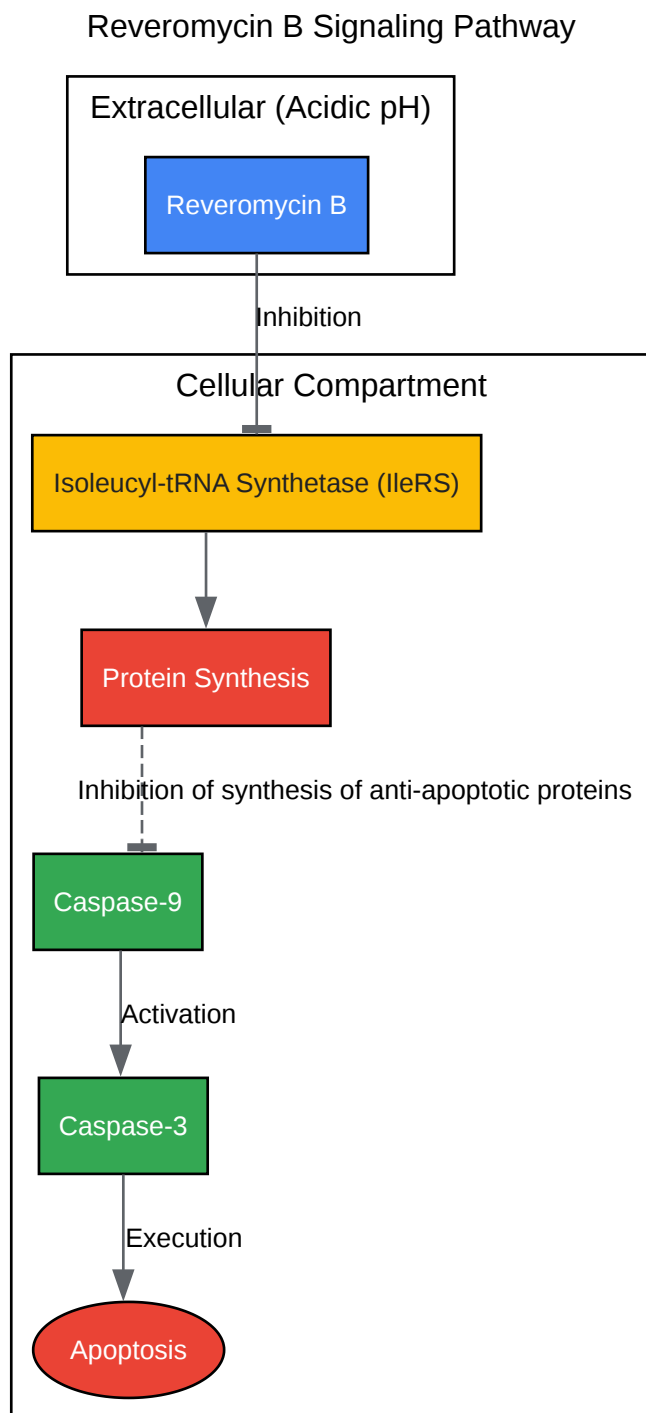 Reveromycin B Signaling Pathway
Extracellular (Acidic pH)
Reveromycin B
Inhibition
Cellular Compartment
Isoleucyl-tRNA Synthetase (IleRS)
Protein Synthesis
Inhibition of synthesis of anti-apoptotic proteins
Caspase-9
Activation
Caspase-3
Execution
Apoptosis